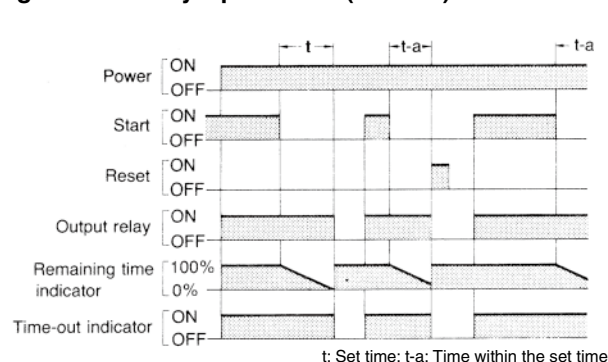 t
t-a
t-a
Power ON
OFF
Start ON
OFF
Reset ON
OFF
Output relay ON
OFF
Remaining time indicator 100%
0%
Time-out indicator ON
OFF
t: Set time; t-a: Time within the set time